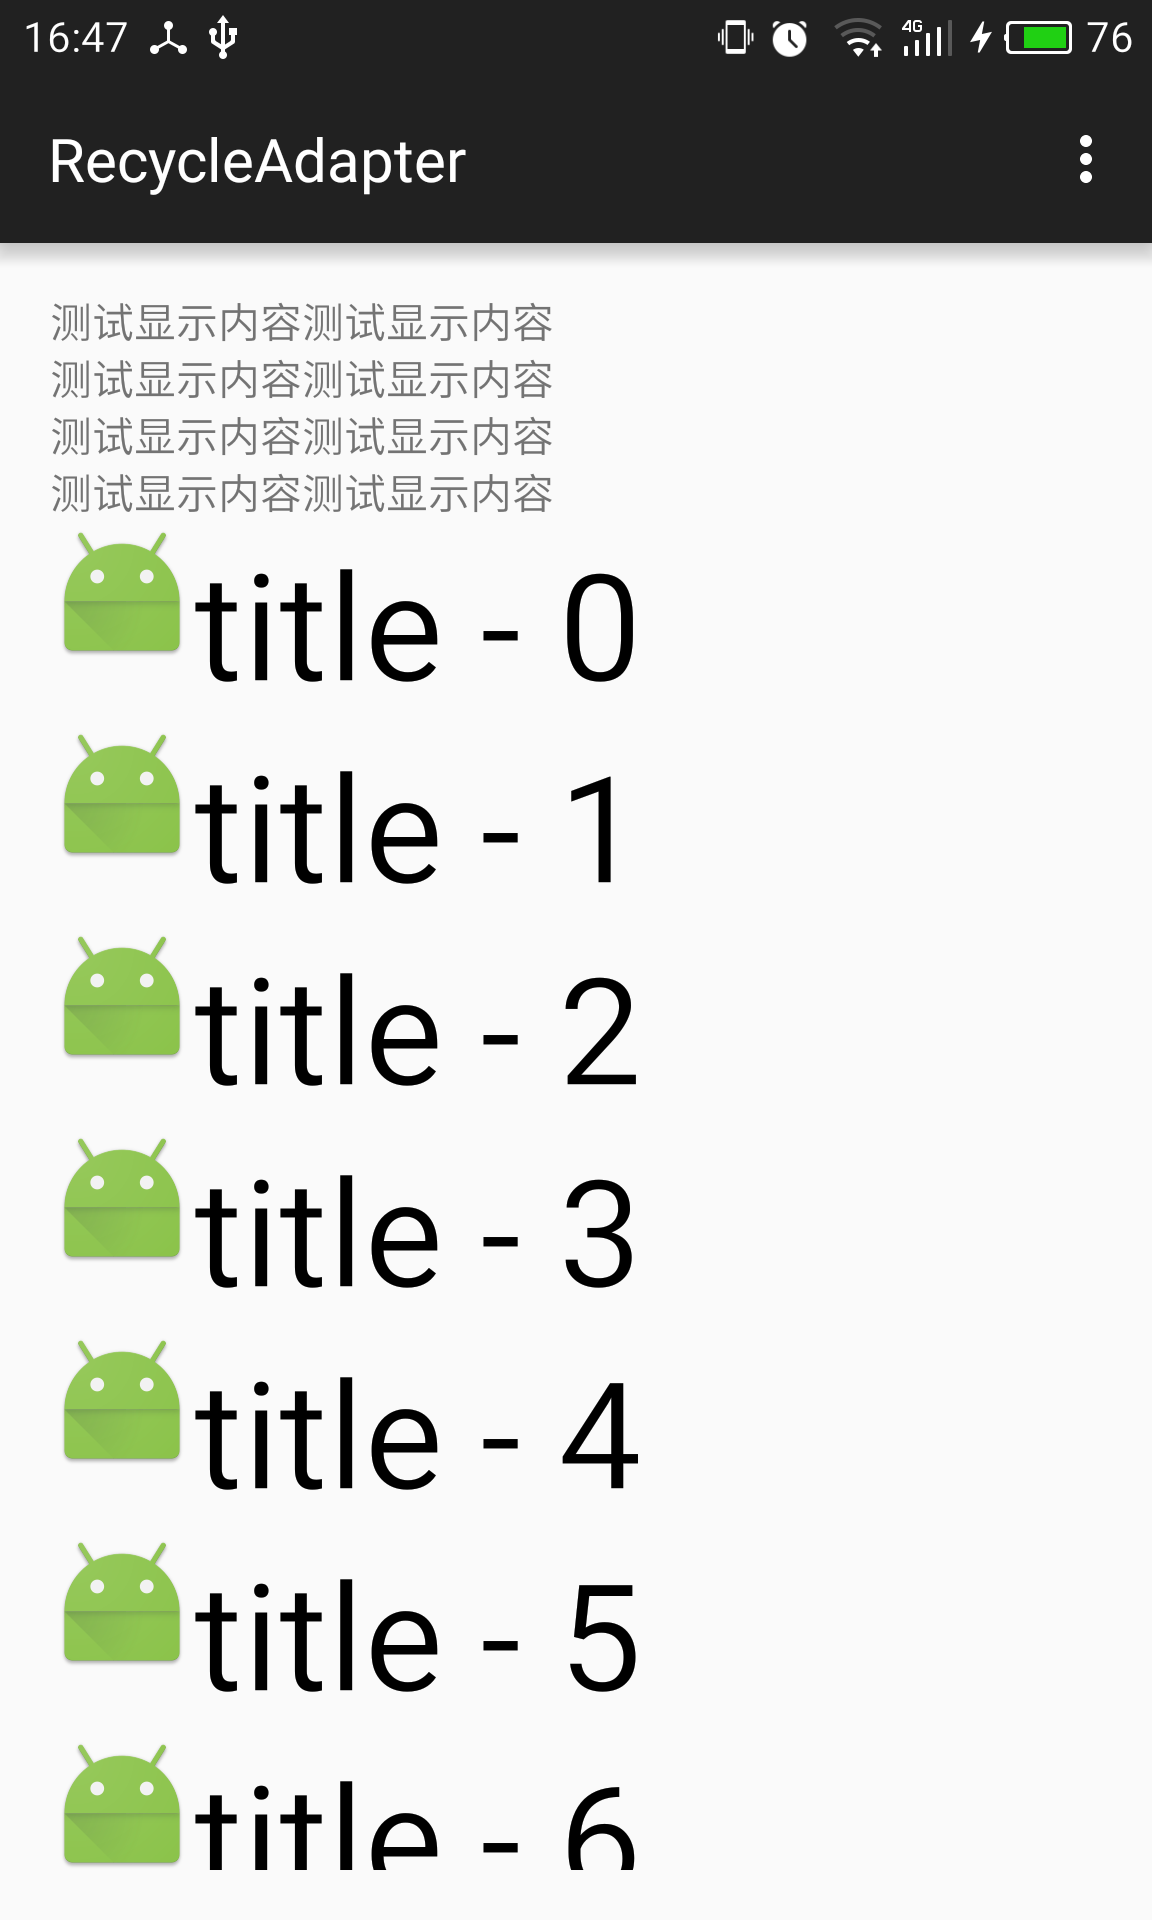 16:47
4G
76
RecycleAdapter
测试显示内容测试显示内容
测试显示内容测试显示内容
测试显示内容测试显示内容
测试显示内容测试显示内容
title - 0
title - 1
title - 2
title - 3
title - 4
title - 5
title - 6